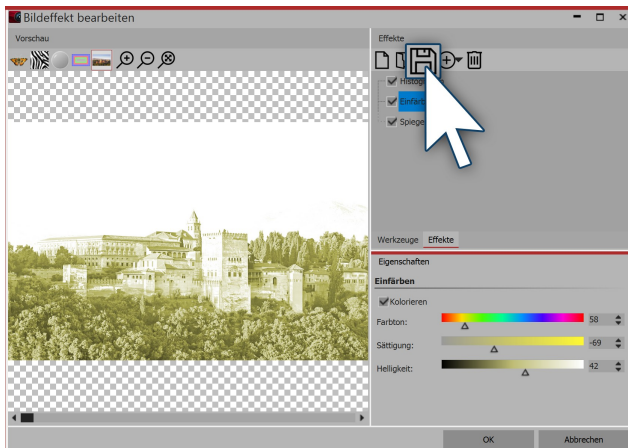 Bildeffekt bearbeiten
Vorschau
Effekte
Werkzeuge Effekte
Eigenschaften
Einfärben
Kolorieren
Farbton: 58
Sättigung: -69
Helligkeit: 42
OK Abbrechen